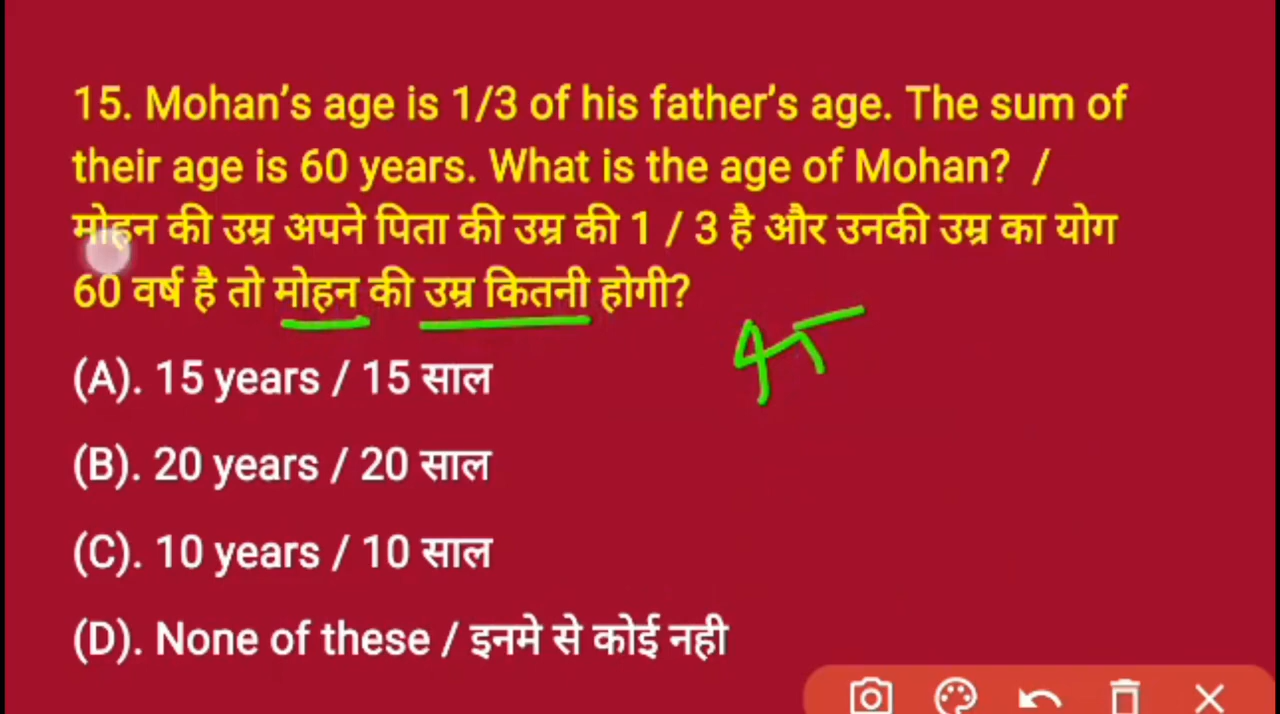 15. Mohan's age is 1/3 of his father's age. The sum of
their age is 60 years. What is the age of Mohan? /
मोहन की उम्र अपने पिता की उम्र की 1 / 3 है और उनकी उम्र का योग
60 वर्ष है तो मोहन की उम्र कितनी होगी?
45
(A). 15 years / 15 साल
(B). 20 years / 20 साल
(C). 10 years / 10 साल
(D). None of these / इनमे से कोई नही